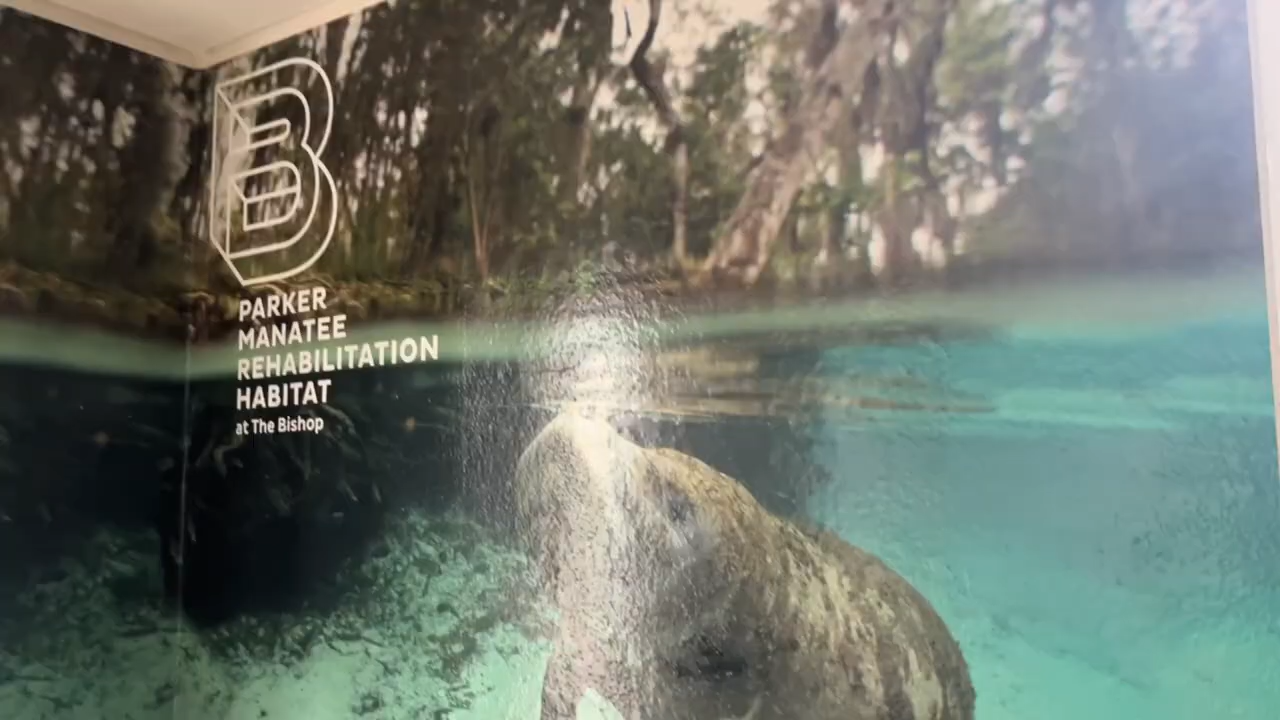 B
PARKER
MANATEE
REHABILITATION
HABITAT
at The Bishop